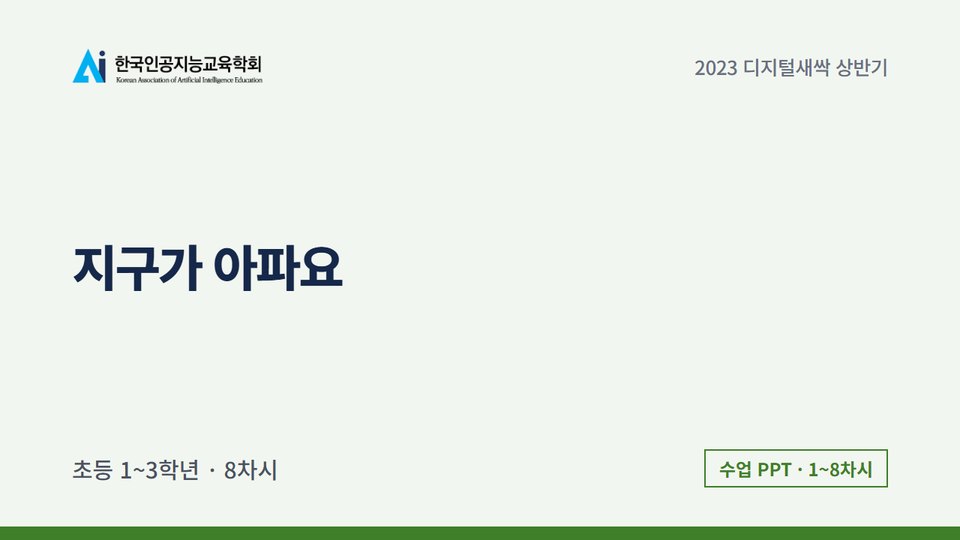 한국인공지능교육학회
Korean Association of Artificial Intelligence Education
2023 디지털새싹 상반기
지구가 아파요
초등 1~3학년 · 8차시
수업 PPT · 1~8차시